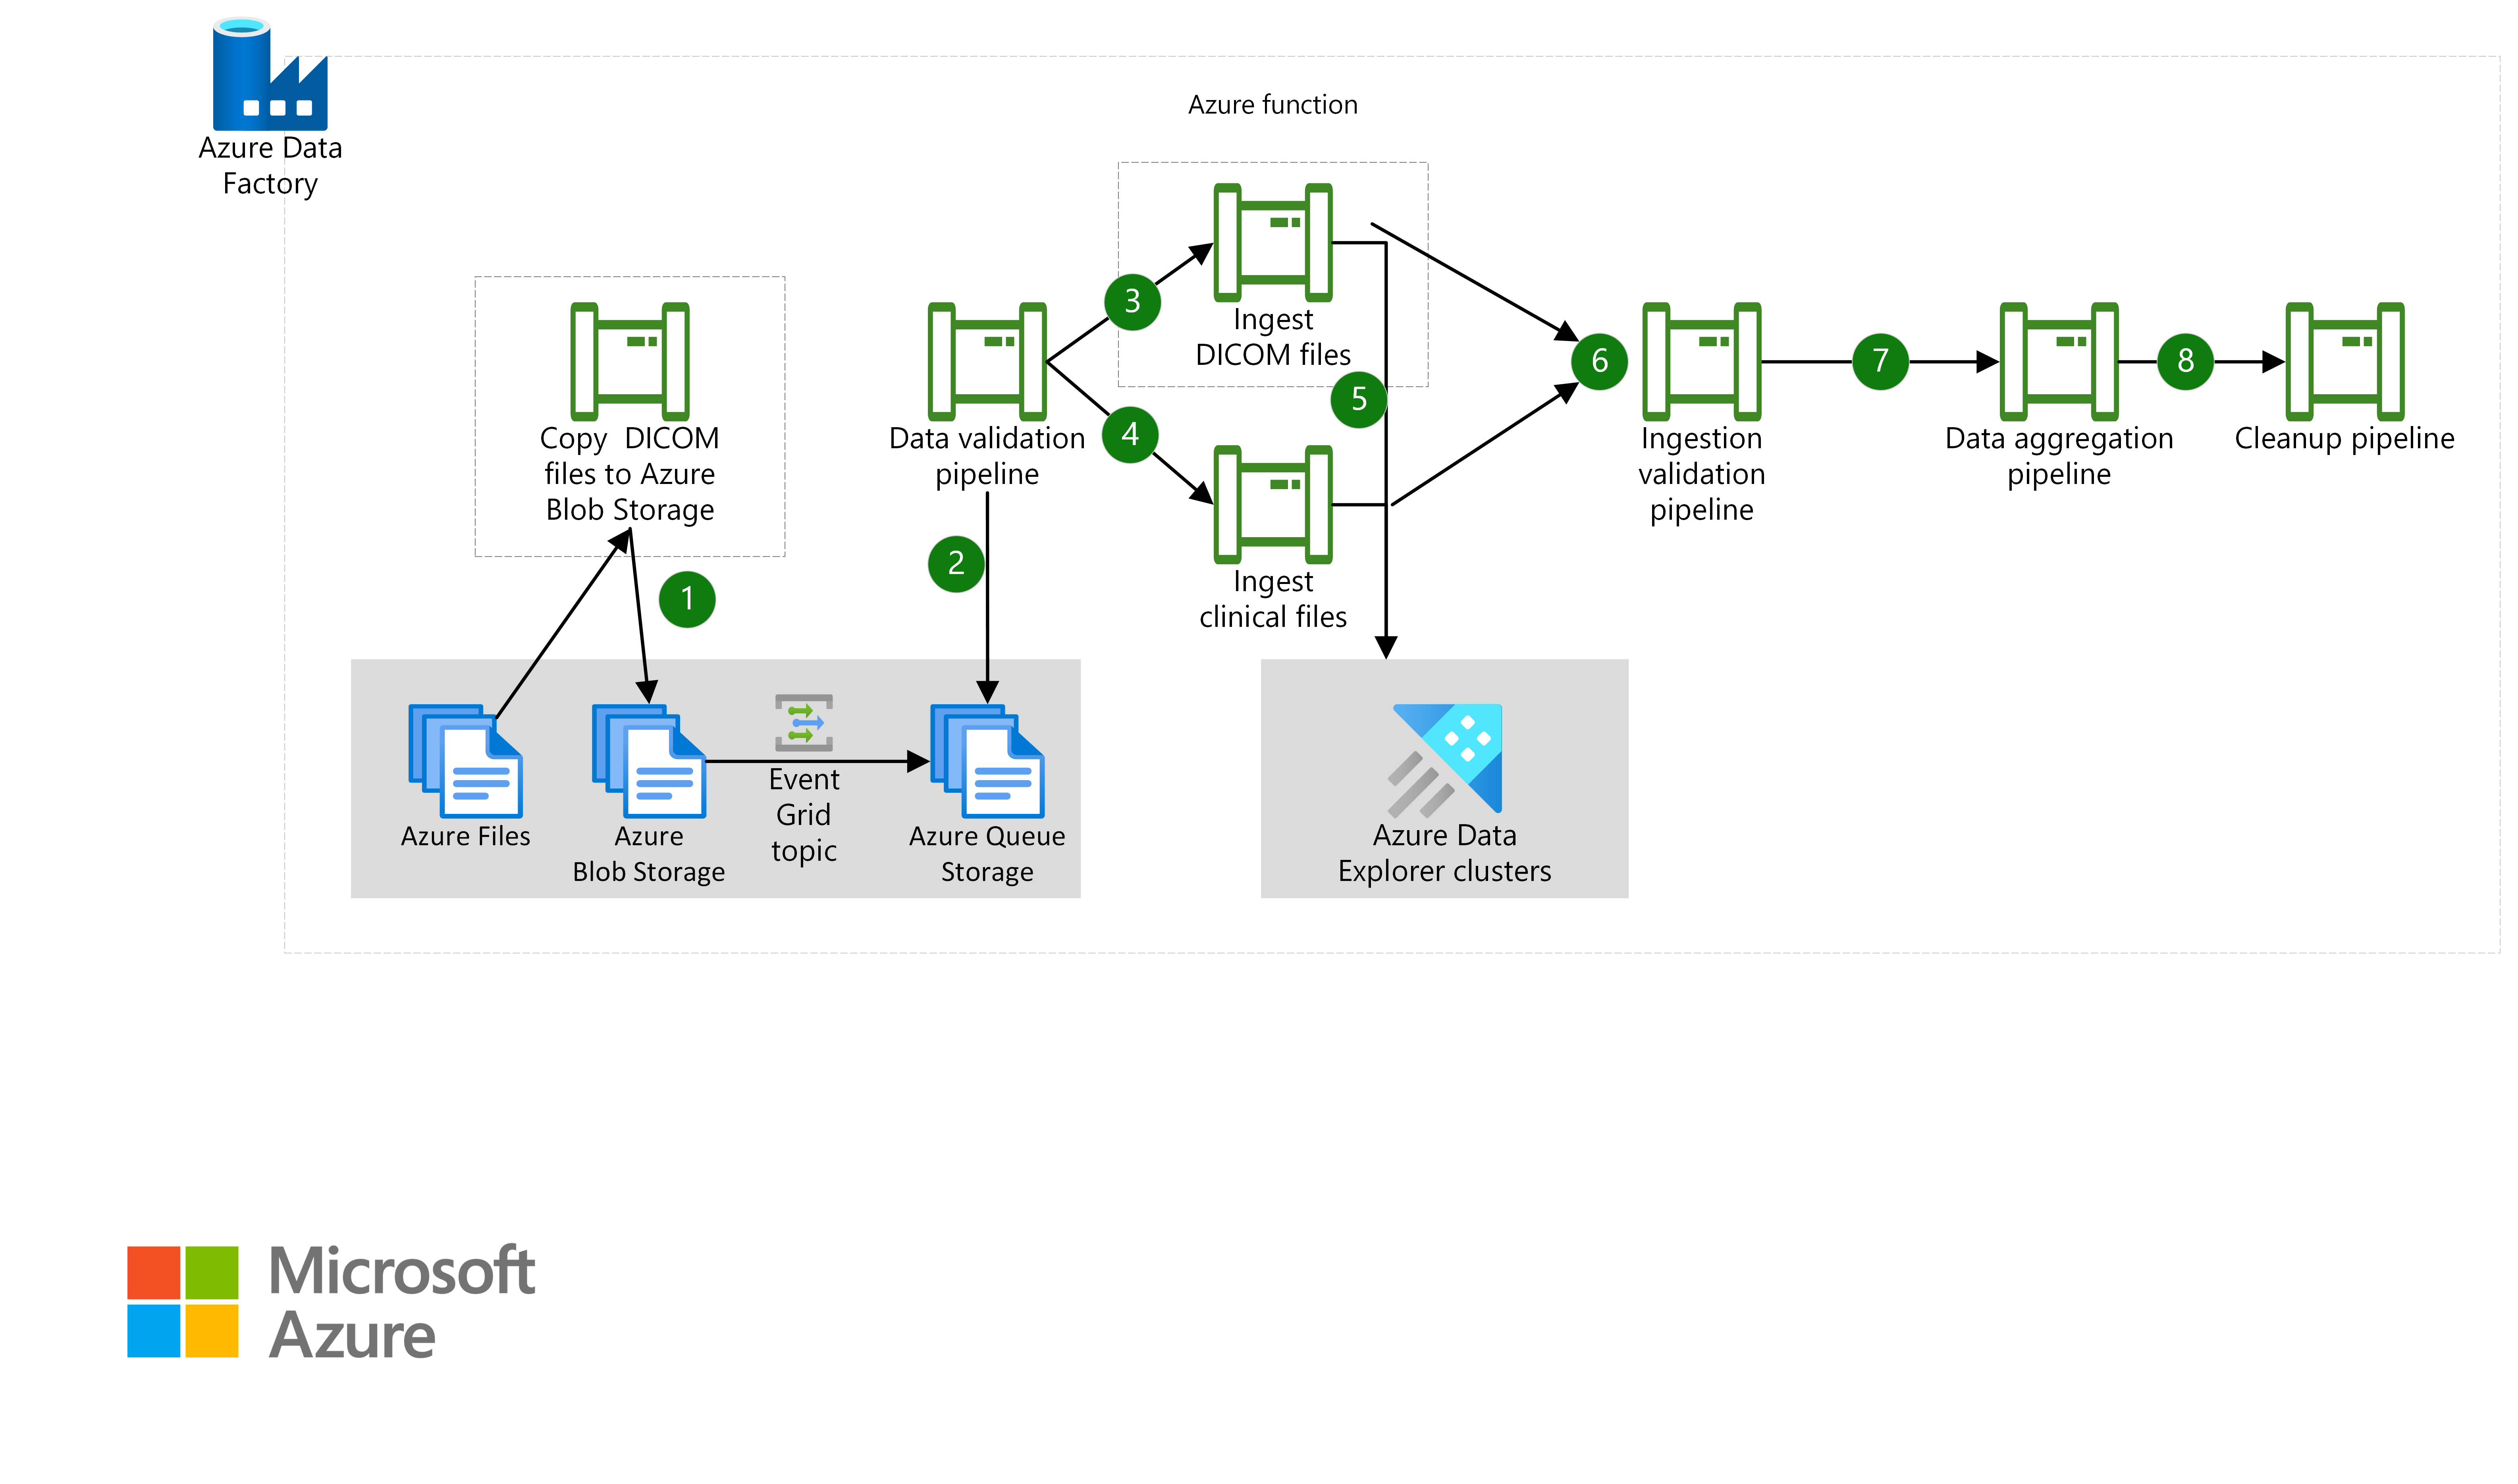 Azure Data
Factory
Azure function
Copy  DICOM
files to Azure
Blob Storage
Data validation
pipeline
3
Ingest
DICOM files
4
5
Ingest
clinical files
6
Ingestion
validation
pipeline
7
Data aggregation
pipeline
8
Cleanup pipeline
1
2
Azure Files
Azure
Blob Storage
Event
Grid
topic
Azure Queue
Storage
Azure Data
Explorer clusters
Microsoft
Azure